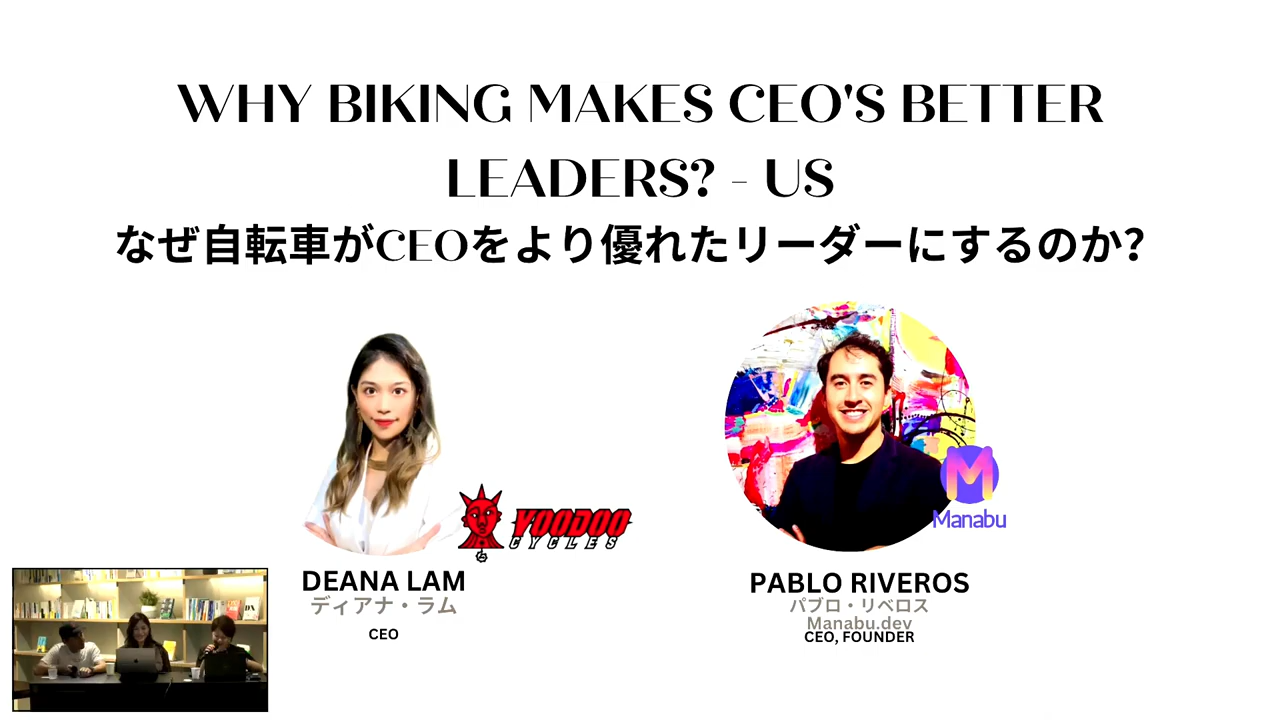 WHY BIKING MAKES CEO'S BETTER
LEADERS? - US
なぜ自転車がCEOをより優れたリーダーにするのか?
VOODOO
CYCLES
Manabu
DEANA LAM
ディアナ・ラム
CEO
PABLO RIVEROS
パブロ・リベロス
Manabu.dev
CEO, FOUNDER
DX